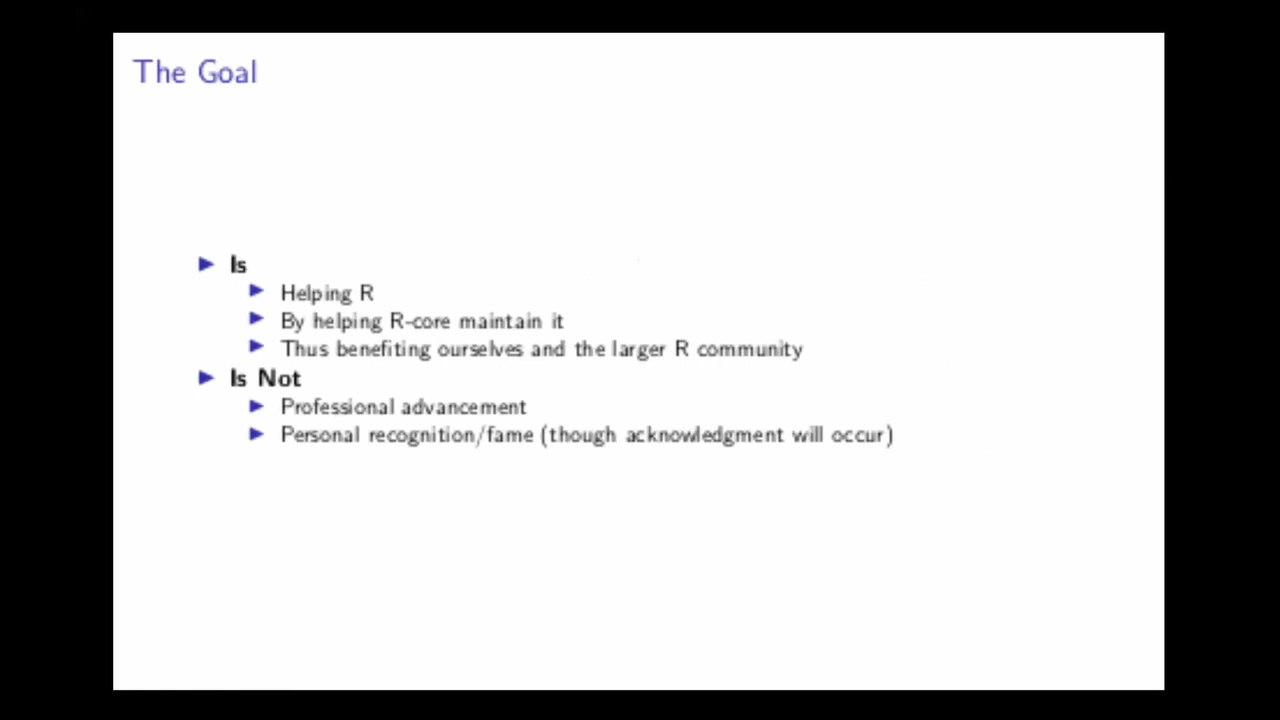 The Goal
Is
Helping R
By helping R-core maintain it
Thus benefiting ourselves and the larger R community
Is Not
Professional advancement
Personal recognition/fame (though acknowledgment will occur)